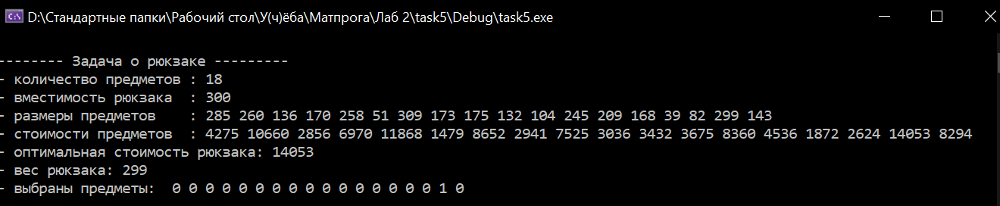 D:\Стандартные папки\Рабочий стол\У(ч)ёба\Матпрога\Лаб 2\task5\Debug\task5.exe
-------- Задача о рюкзаке ---------
- количество предметов : 18
- вместимость рюкзака  : 300
- размеры предметов    : 285 260 136 170 258 51 309 173 175 132 104 245 209 168 39 82 299 143
- стоимости предметов  : 4275 10660 2856 6970 11868 1479 8652 2941 7525 3036 3432 3675 8360 4536 1872 2624 14053 8294
- оптимальная стоимость рюкзака: 14053
- вес рюкзака: 299
- выбраны предметы:  0 0 0 0 0 0 0 0 0 0 0 0 0 0 0 0 1 0